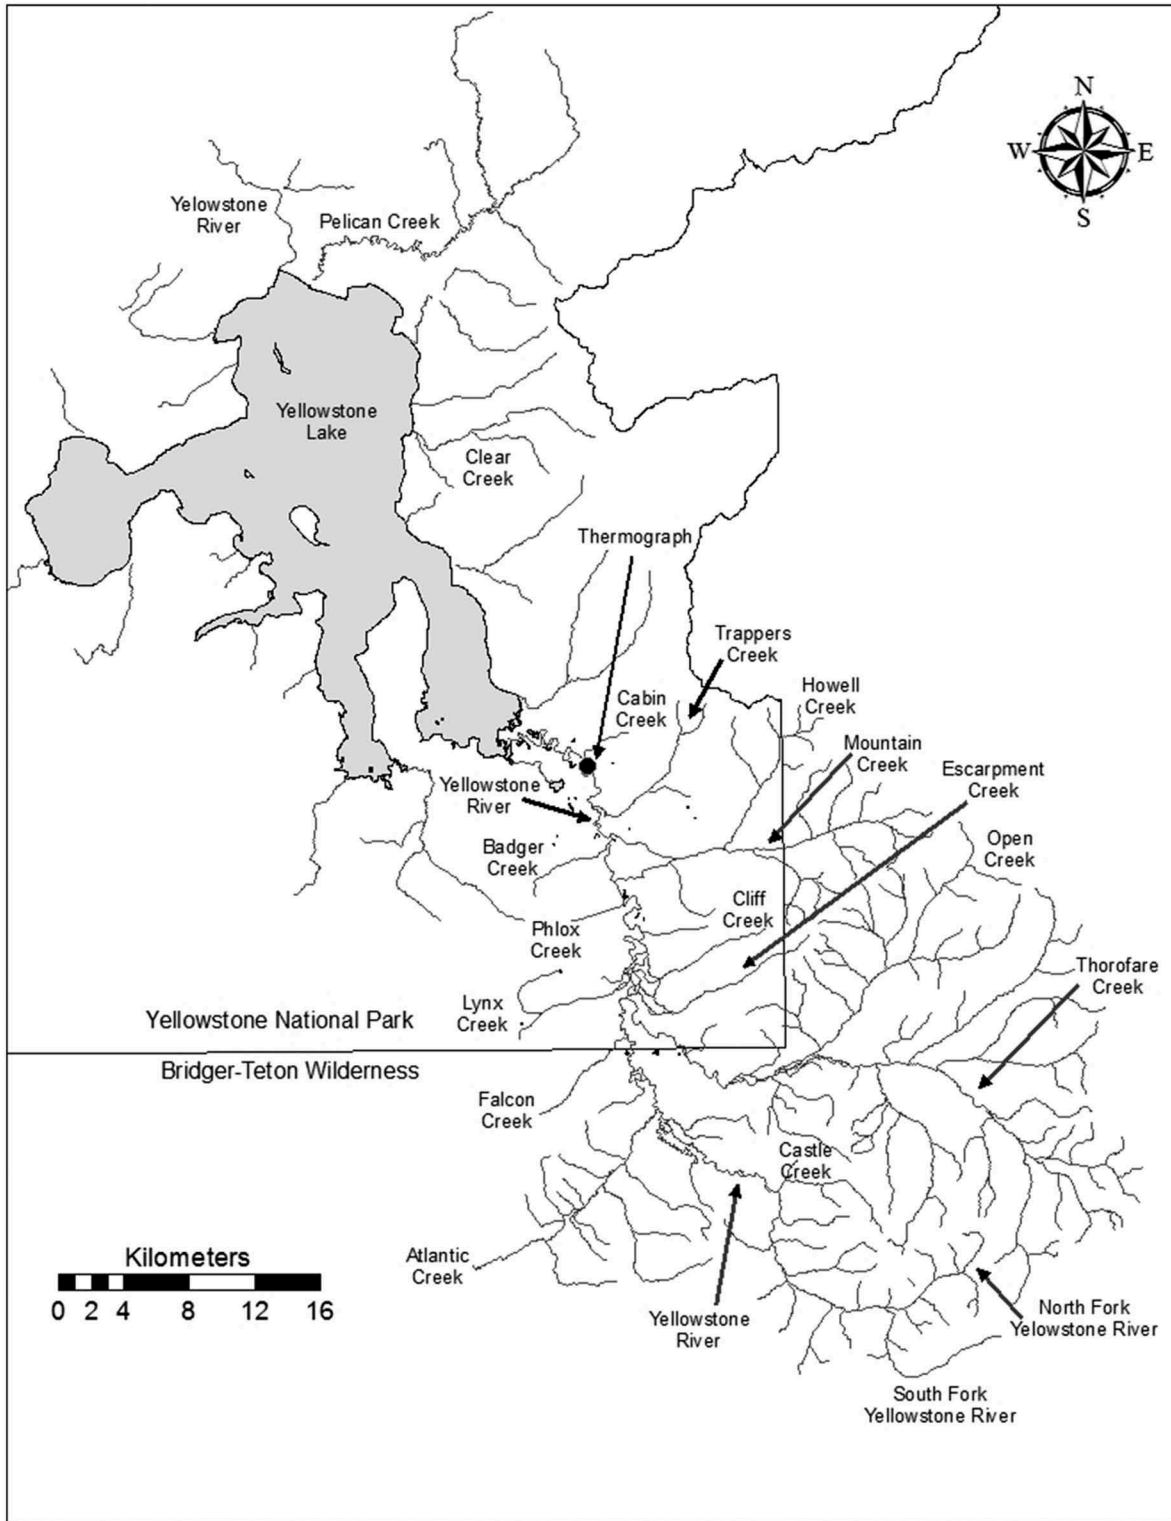 N
W
E
S
Yelowstone
River
Pelican Creek
Yellowstone
Lake
Clear
Creek
Thermograph
Trappers
Creek
Cabin
Creek
Howell
Creek
Mountain
Creek
Escarpment
Creek
Yellowstone
River
Open
Creek
Badger
Creek
Cliff
Creek
Phlox
Creek
Thorofare
Creek
Lynx
Creek
Yellowstone National Park
Bridger-Teton Wilderness
Falcon
Creek
Castle
Creek
Atlantic
Creek
Kilometers
0 2 4 8 12 16
Yellowstone
River
North Fork
Yelowstone River
South Fork
Yellowstone River